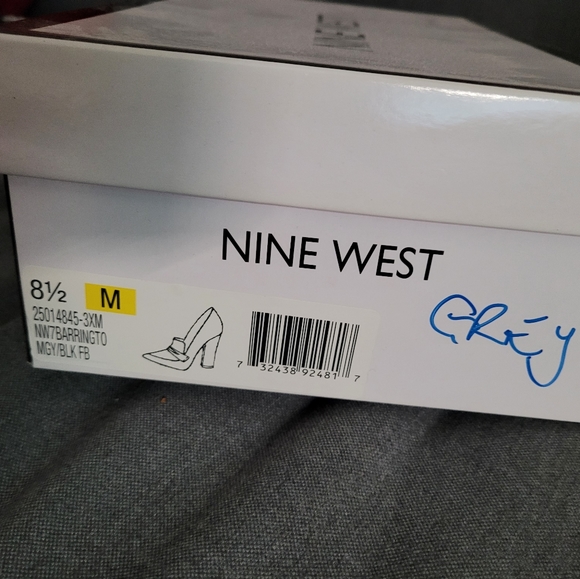 NINE WEST
8½ M
25014845-3XM
NW7BARRINGTO
MGY/BLK FB
7 32438 92481 7
GREY